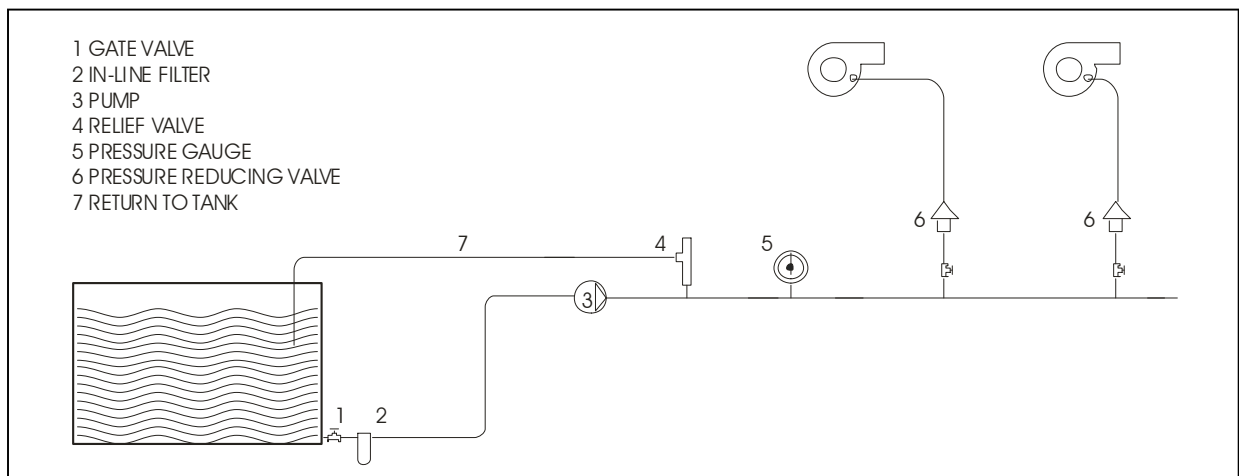 1 GATE VALVE
2 IN-LINE FILTER
3 PUMP
4 RELIEF VALVE
5 PRESSURE GAUGE
6 PRESSURE REDUCING VALVE
7 RETURN TO TANK
6
6
7
4
5
3
1
2